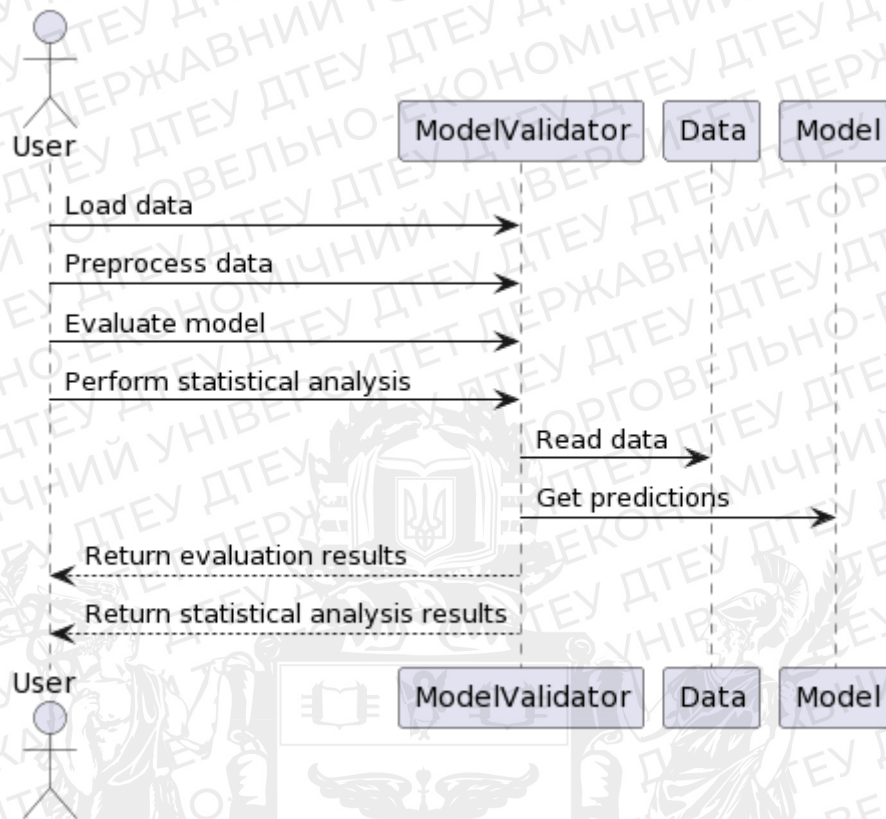 User
ModelValidator
Data
Model
Load data
Preprocess data
Evaluate model
Perform statistical analysis
Read data
Get predictions
Return evaluation results
Return statistical analysis results
User
ModelValidator
Data
Model